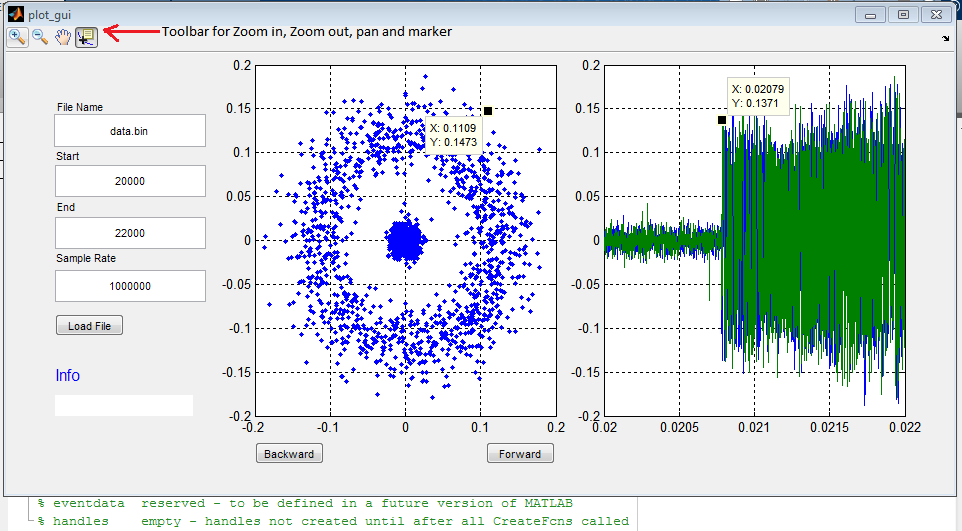 plot_gui
Toolbar for Zoom in, Zoom out, pan and marker
File Name
data.bin
Start
20000
End
22000
Sample Rate
1000000
Load File
Info
0.2
0.15
0.1
0.05
0
-0.05
-0.1
-0.15
-0.2
-0.2 -0.1 0 0.1 0.2
X: 0.1109
Y: 0.1473
Backward
Forward
0.2
0.15
0.1
0.05
0
-0.05
-0.1
-0.15
-0.2
0.02 0.0205 0.021 0.0215 0.022
X: 0.02079
Y: 0.1371
% eventdata reserved - to be defined in a future version of MATLAB
% handles empty - handles not created until after all CreateFcns called